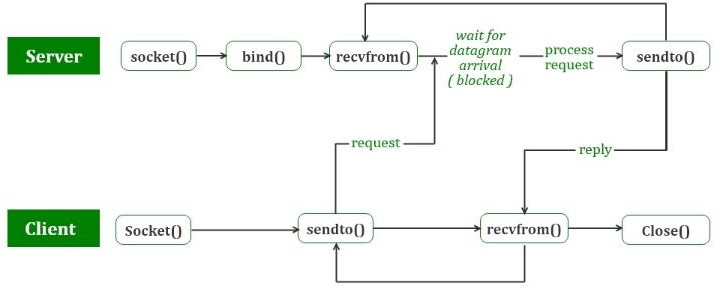 Server
socket()
bind()
recvfrom()
wait for
datagram
arrival
( blocked )
process
request
sendto()
request
reply
Client
Socket()
sendto()
recvfrom()
Close()